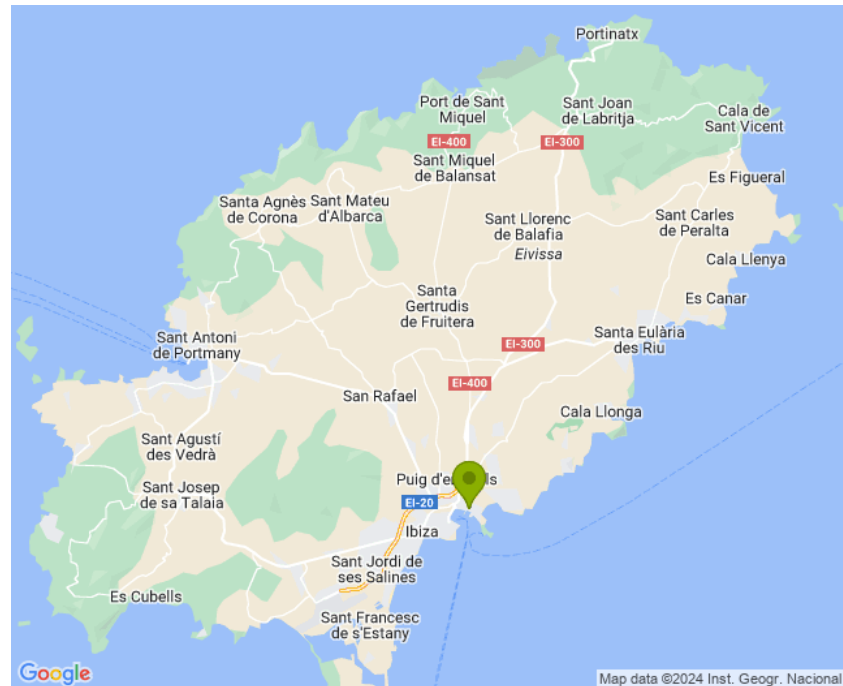 Portinatx
Port de Sant
Miquel
Sant Joan
de Labritja
Cala de
Sant Vicent
EI-400
EI-300
Sant Miquel
de Balansat
Es Figueral
Santa Agnès
de Corona
Sant Mateu
d'Albarca
Sant Llorenc
de Balafia
Eivissa
Sant Carles
de Peralta
Cala Llenya
Santa
Gertrudis
de Fruitera
Es Canar
Sant Antoni
de Portmany
Santa Eulària
des Riu
EI-300
EI-400
San Rafael
Cala Llonga
Sant Agustí
des Vedrà
Puig d'en
ls
Sant Josep
de sa Talaia
EI-20
Ibiza
Sant Jordi de
ses Salines
Es Cubells
Sant Francesc
de s'Estany
Google
Map data ©2024 Inst. Geogr. Nacional